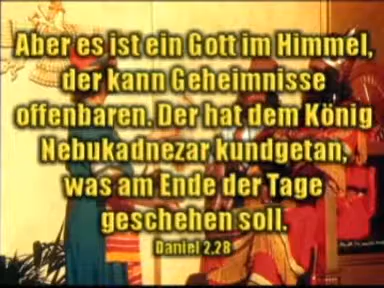 Aber es ist ein Gott im Himmel,
der kann Geheimnisse
offenbaren. Der hat dem König
Nebukadnezar kundgetan,
was am Ende der Tage
geschehen soll.
Daniel 2,28